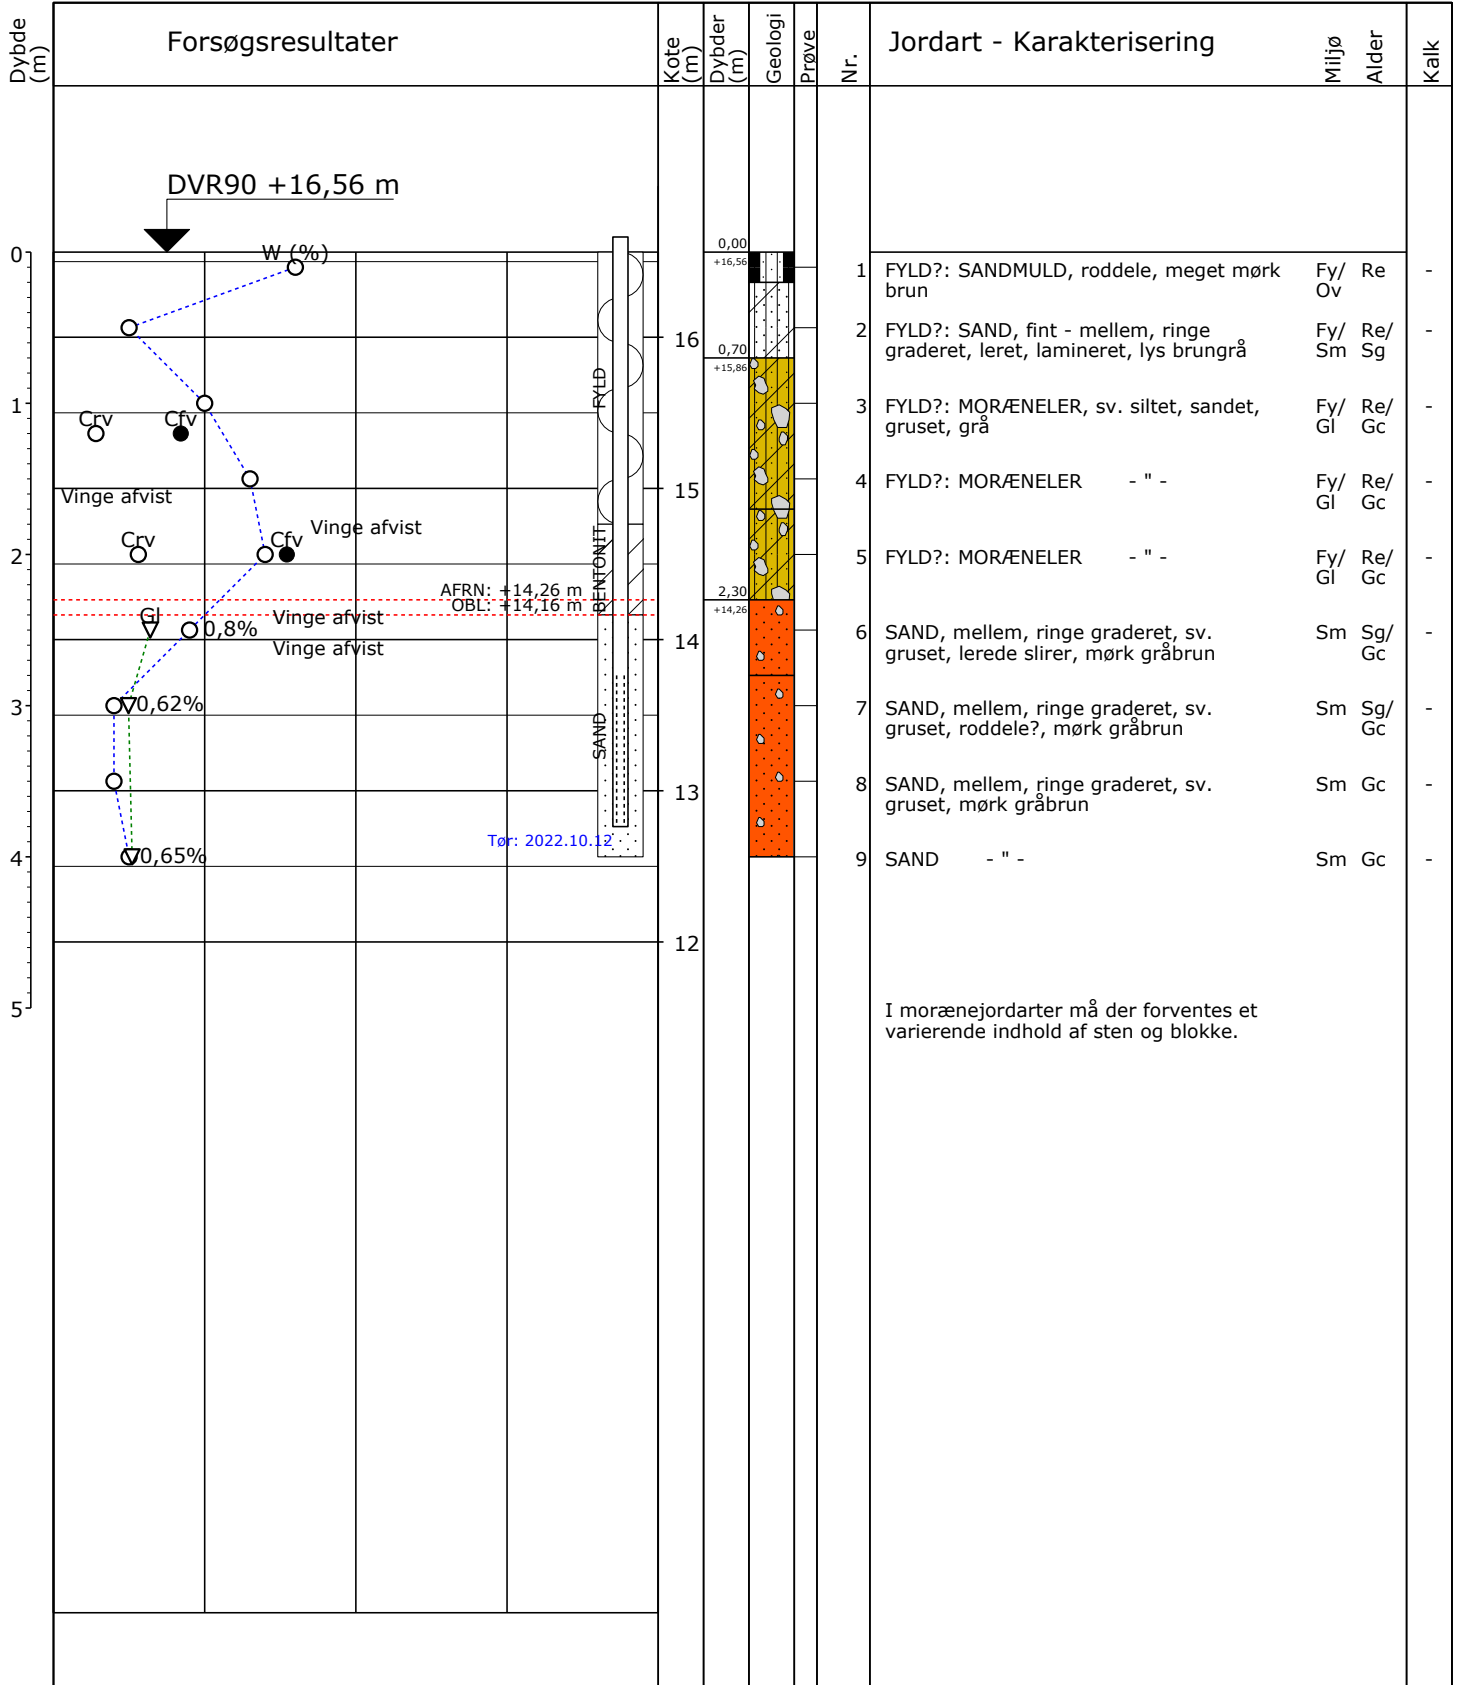 Dybde (m)
Forsøgsresultater
Kote (m)
Dybder (m)
Geologi
Prøve
Nr.
Jordart - Karakterisering
Miljø
Alder
Kalk
DVR90 +16,56 m
0
W (%)
0,00
+16,56
1 FYLD?: SANDMULD, roddele, meget mørk Fy/ Re -
brun Ov
16
2 FYLD?: SAND, fint - mellem, ringe Fy/ Re/ -
graderet, leret, lamineret, lys brungrå Sm Sg
0,70
+15,86
FYLD
1
Crv Cfv
3 FYLD?: MORÆNELER, sv. siltet, sandet, Fy/ Re/ -
gruset, grå Gl Gc
15
Vinge afvist
4 FYLD?: MORÆNELER - " - Fy/ Re/ -
Gl Gc
Vinge afvist
2
Crv Cfv
BENTONIT
5 FYLD?: MORÆNELER - " - Fy/ Re/ -
Gl Gc
AFRN: +14,26 m
OBL: +14,16 m
2,30
+14,26
Gl
Vinge afvist
0,8%
14
Vinge afvist
6 SAND, mellem, ringe graderet, sv. Sm Sg/ -
gruset, lerede slirer, mørk gråbrun Gc
3
0,62%
SAND
7 SAND, mellem, ringe graderet, sv. Sm Sg/ -
gruset, roddele?, mørk gråbrun Gc
13
8 SAND, mellem, ringe graderet, sv. Sm Gc -
gruset, mørk gråbrun
Tør: 2022.10.12
4
0,65%
9 SAND - " - Sm Gc -
12
5
I morænejordarter må der forventes et
varierende indhold af sten og blokke.